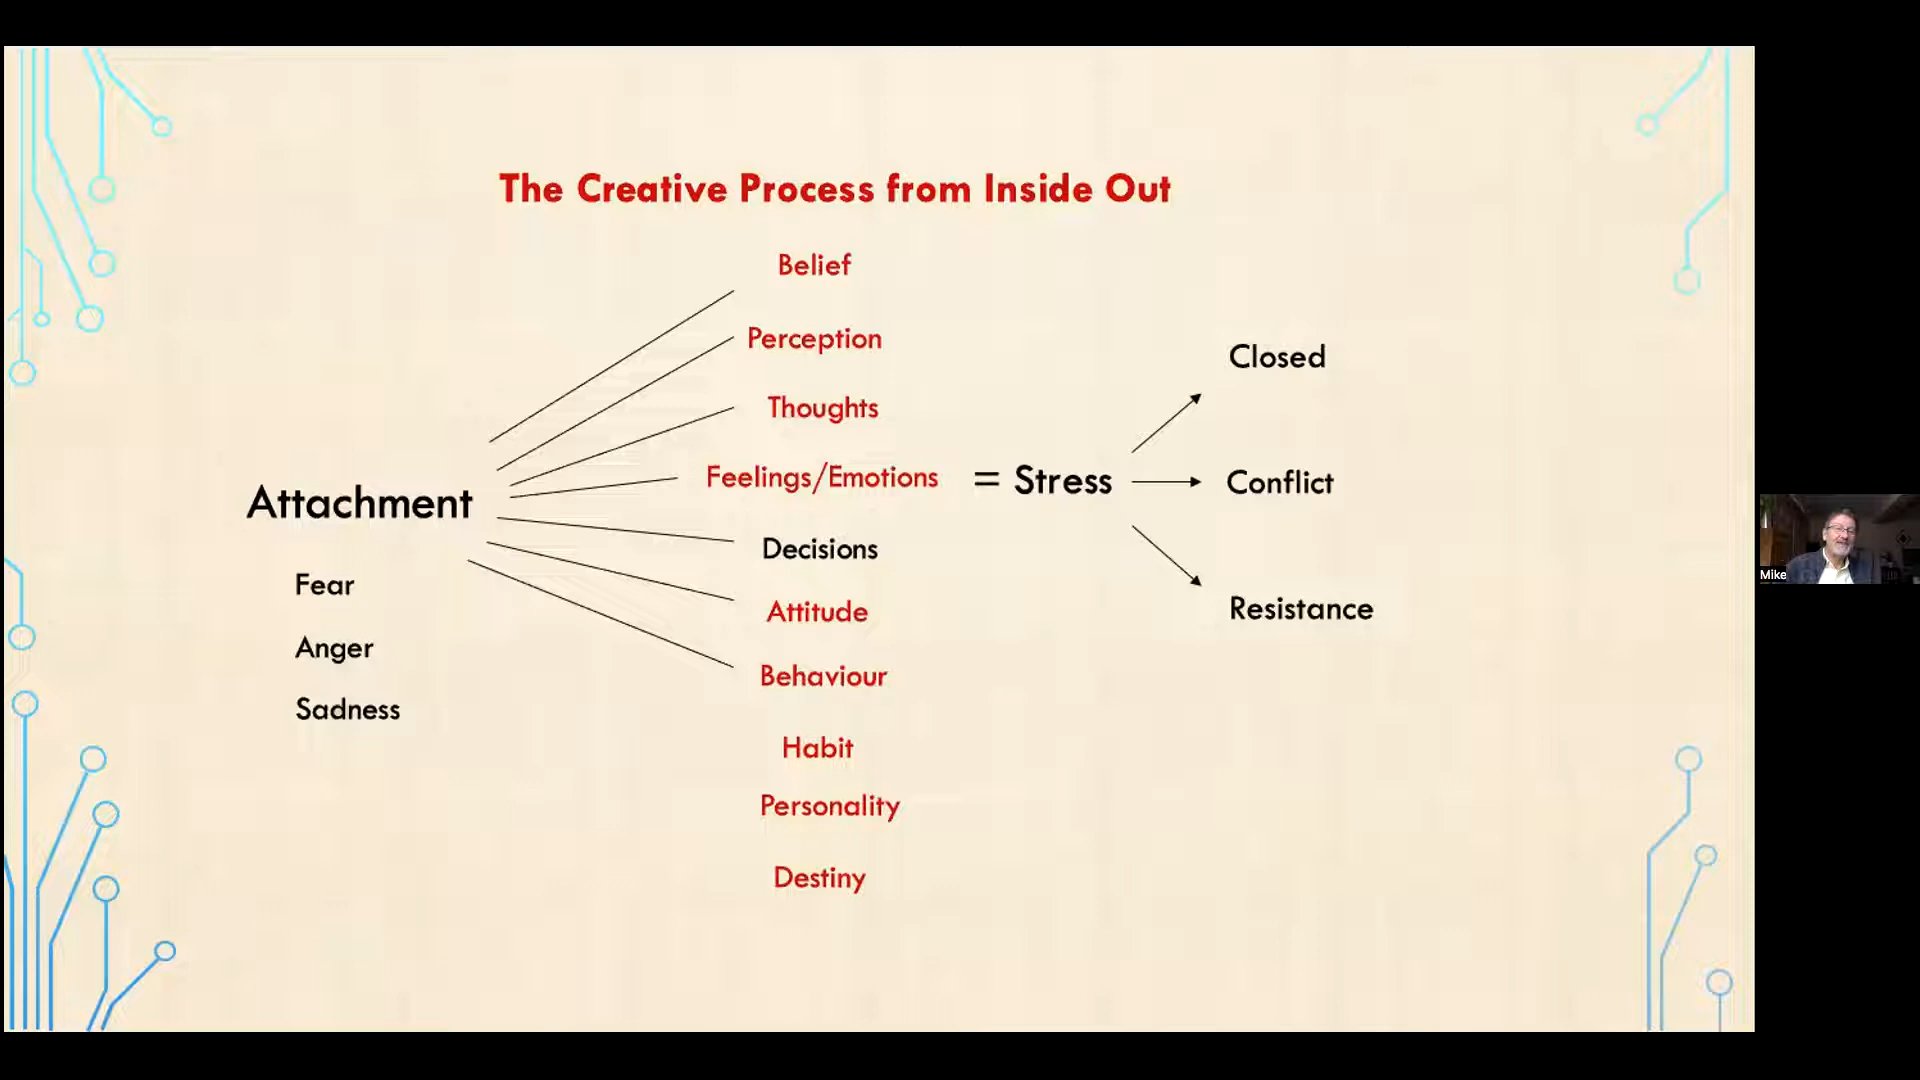 The Creative Process from Inside Out
Belief
Perception
Thoughts
Feelings/Emotions
Decisions
Attitude
Behaviour
Habit
Personality
Destiny
Attachment
Fear
Anger
Sadness
= Stress
Closed
Conflict
Resistance
Mike